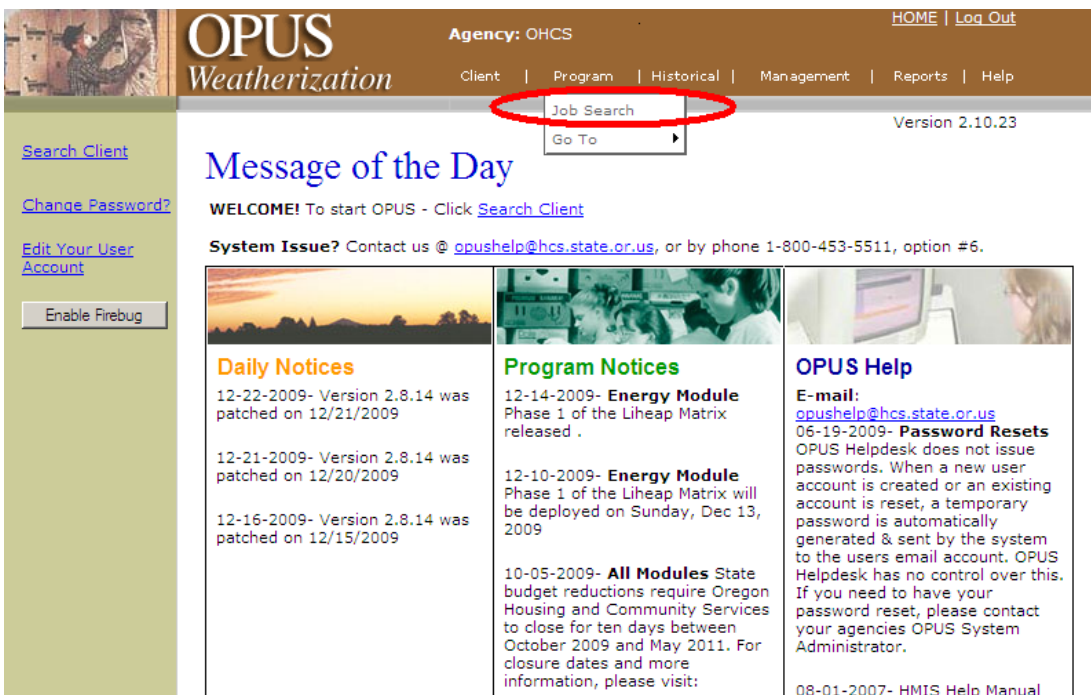 OPUS
Weatherization
Agency: OHCS
HOME | Log Out
Client | Program | Historical | Management | Reports | Help
Job Search
Go To
Version 2.10.23
Search Client
Change Password?
Edit Your User
Account
Enable Firebug
Message of the Day
WELCOME! To start OPUS - Click Search Client
System Issue? Contact us @ opushelp@hcs.state.or.us, or by phone 1-800-453-5511, option #6.
Daily Notices
12-22-2009- Version 2.8.14 was
patched on 12/21/2009
12-21-2009- Version 2.8.14 was
patched on 12/20/2009
12-16-2009- Version 2.8.14 was
patched on 12/15/2009
Program Notices
12-14-2009- Energy Module
Phase 1 of the Liheap Matrix
released .
12-10-2009- Energy Module
Phase 1 of the Liheap Matrix will
be deployed on Sunday, Dec 13,
2009
10-05-2009- All Modules State
budget reductions require Oregon
Housing and Community Services
to close for ten days between
October 2009 and May 2011. For
closure dates and more
information, please visit:
OPUS Help
E-mail:
opushelp@hcs.state.or.us
06-19-2009- Password Resets
OPUS Helpdesk does not issue
passwords. When a new user
account is created or an existing
account is reset, a temporary
password is automatically
generated & sent by the system
to the users email account. OPUS
Helpdesk has no control over this.
If you need to have your
password reset, please contact
your agencies OPUS System
Administrator.
08-01-2007- HMIS Help Manual